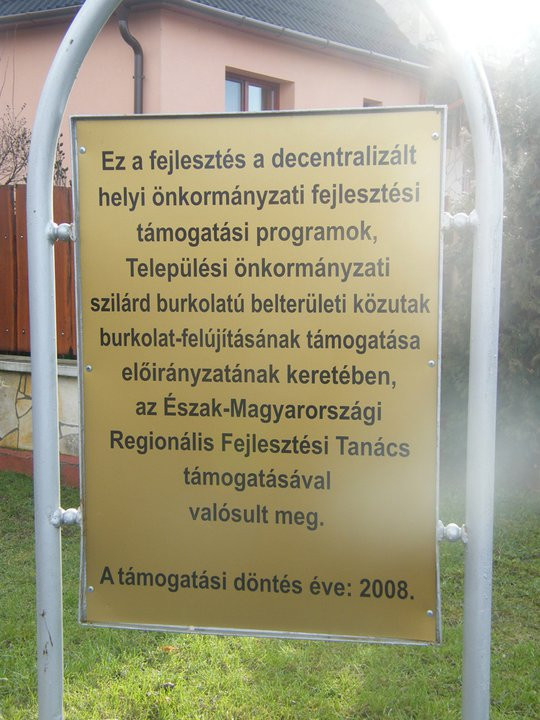 Ez a fejlesztés a decentralizált
helyi önkormányzati fejlesztési
támogatási programok,
Települési önkormányzati
szilárd burkolatú belterületi közutak
burkolat-felújításának támogatása
előirányzatának keretében,
az Észak-Magyarországi
Regionális Fejlesztési Tanács
támogatásával
valósult meg.
A támogatási döntés éve: 2008.